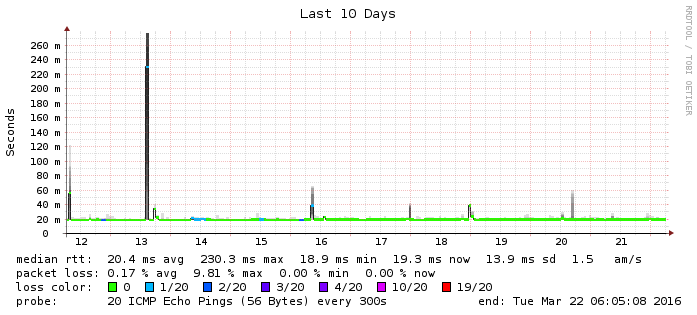 Last 10 Days
RRDTOOL / TOBI OETIKER
Seconds
260 m
240 m
220 m
200 m
180 m
160 m
140 m
120 m
100 m
80 m
60 m
40 m
20 m
0
12 13 14 15 16 17 18 19 20 21
median rtt: 20.4 ms avg 230.3 ms max 18.9 ms min 19.3 ms now 13.9 ms sd 1.5 am/s
packet loss: 0.17 % avg 9.81 % max 0.00 % min 0.00 % now
loss color: 0 1/20 2/20 3/20 4/20 10/20 19/20
probe: 20 ICMP Echo Pings (56 Bytes) every 300s end: Tue Mar 22 06:05:08 2016